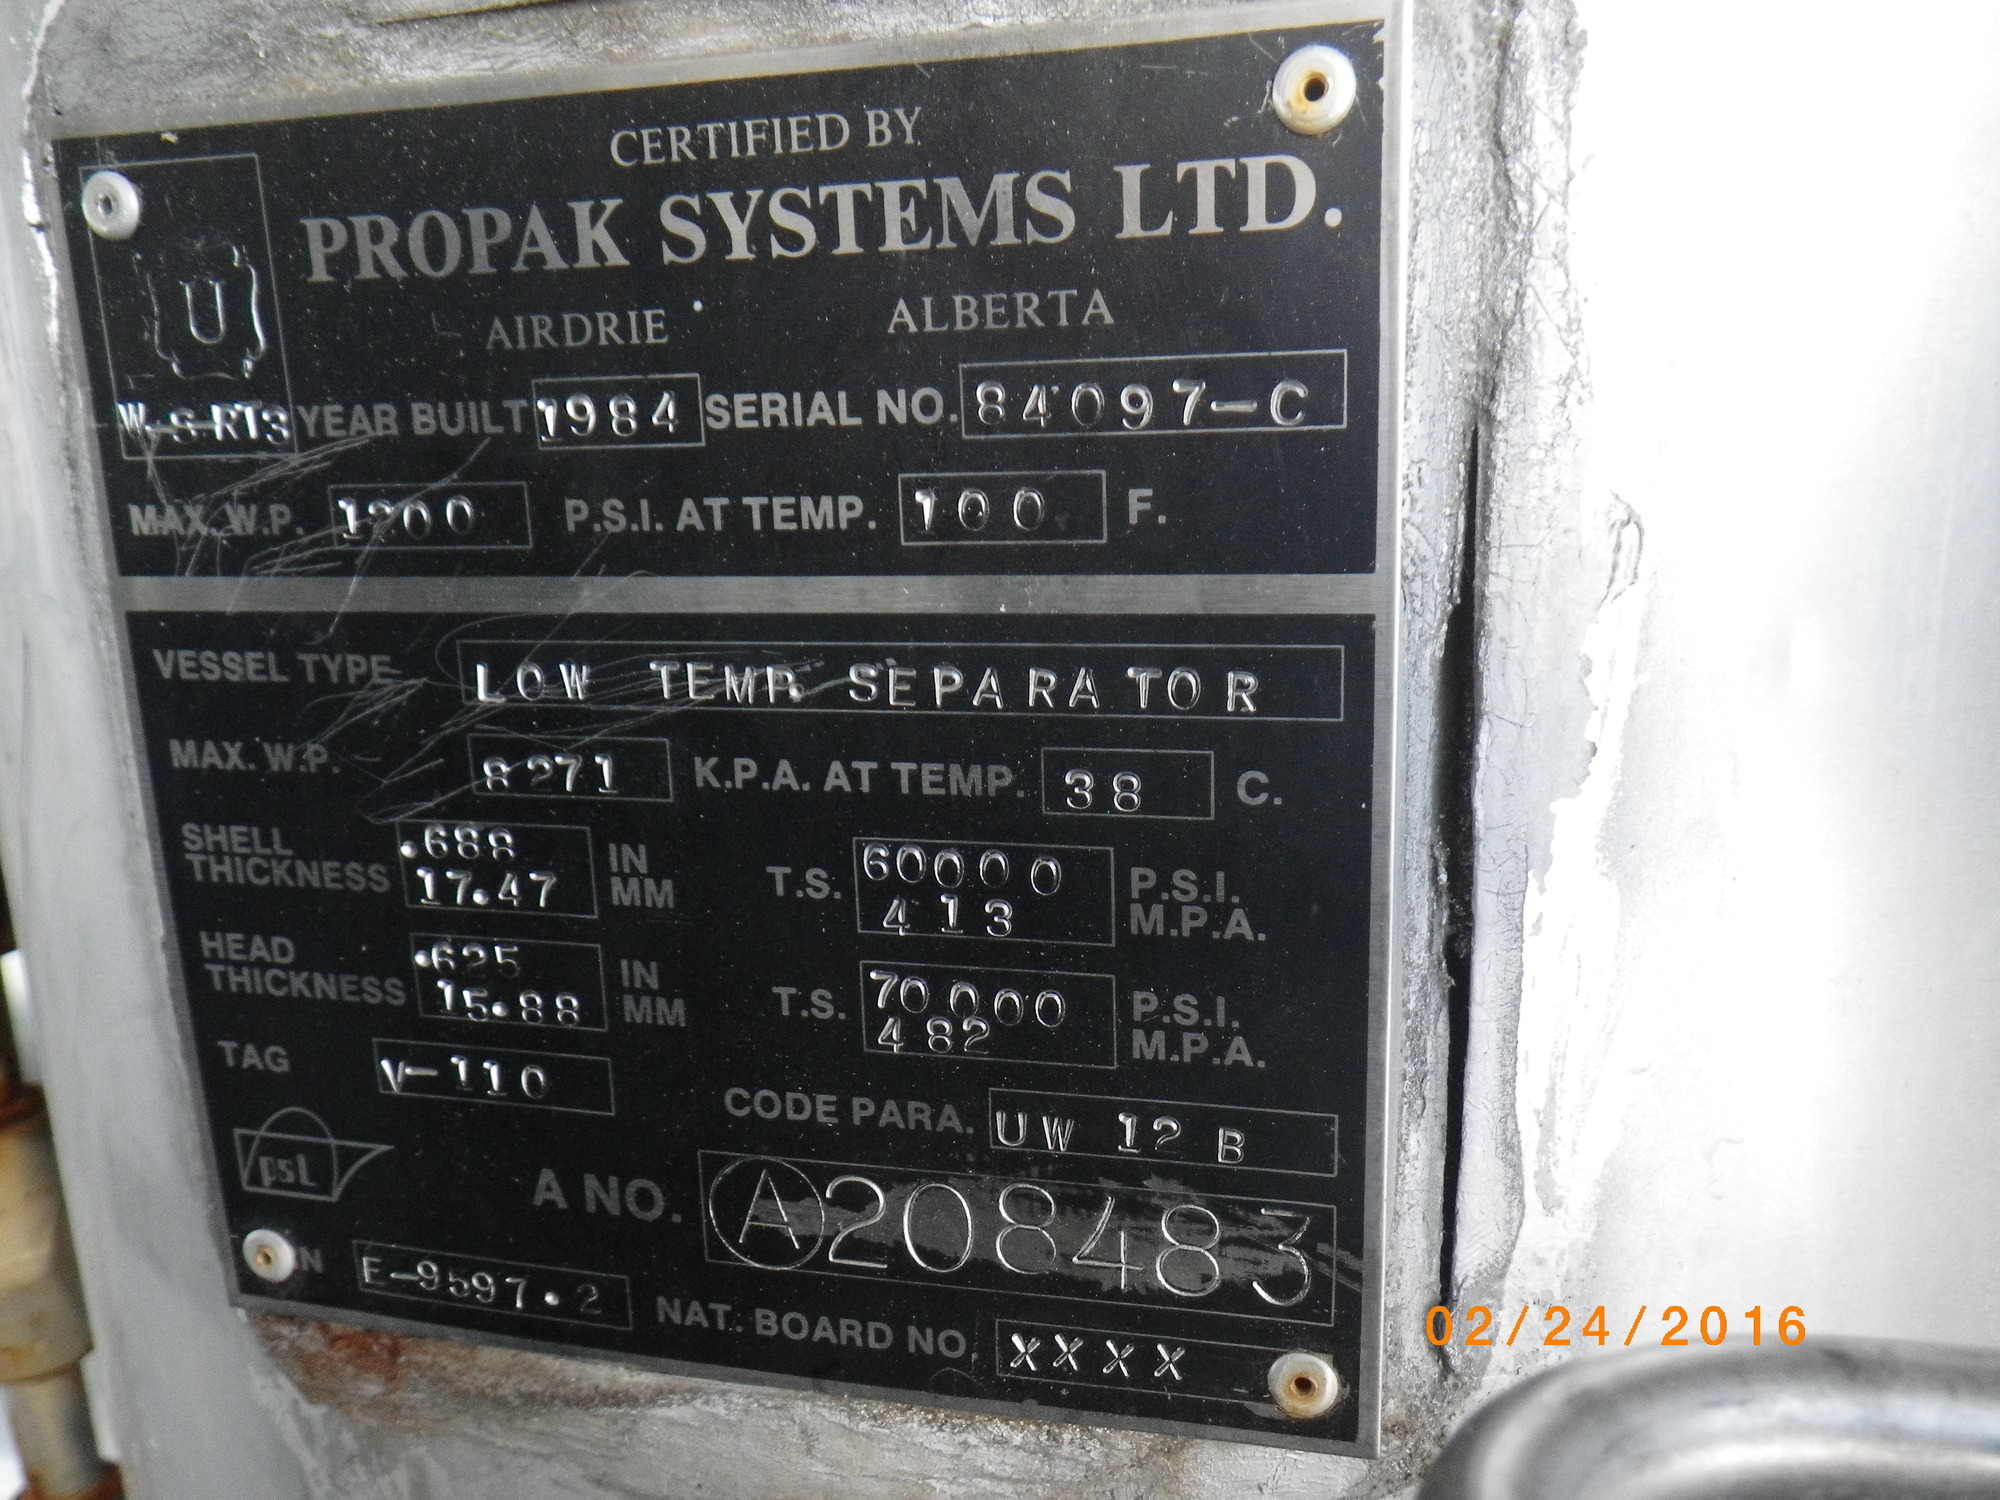 CERTIFIED BY
PROPAK SYSTEMS LTD.
AIRDRIE ALBERTA
U
W-S-RT3 YEAR BUILT 1984 SERIAL NO. 84097-C
MAX. W.P. 1200 P.S.I. AT TEMP. 100 F.
VESSEL TYPE LOW TEMP. SEPARATOR
MAX. W.P. 8271 K.P.A. AT TEMP. 38 C.
SHELL THICKNESS .688 IN T.S. 60000 P.S.I.
17.47 MM 413 M.P.A.
HEAD THICKNESS .625 IN T.S. 70000 P.S.I.
15.88 MM 482 M.P.A.
TAG V-110
CODE PARA. UW 12 B
psl
A NO. A208483
E-9597.2
NAT. BOARD NO. XXXX
02/24/2016